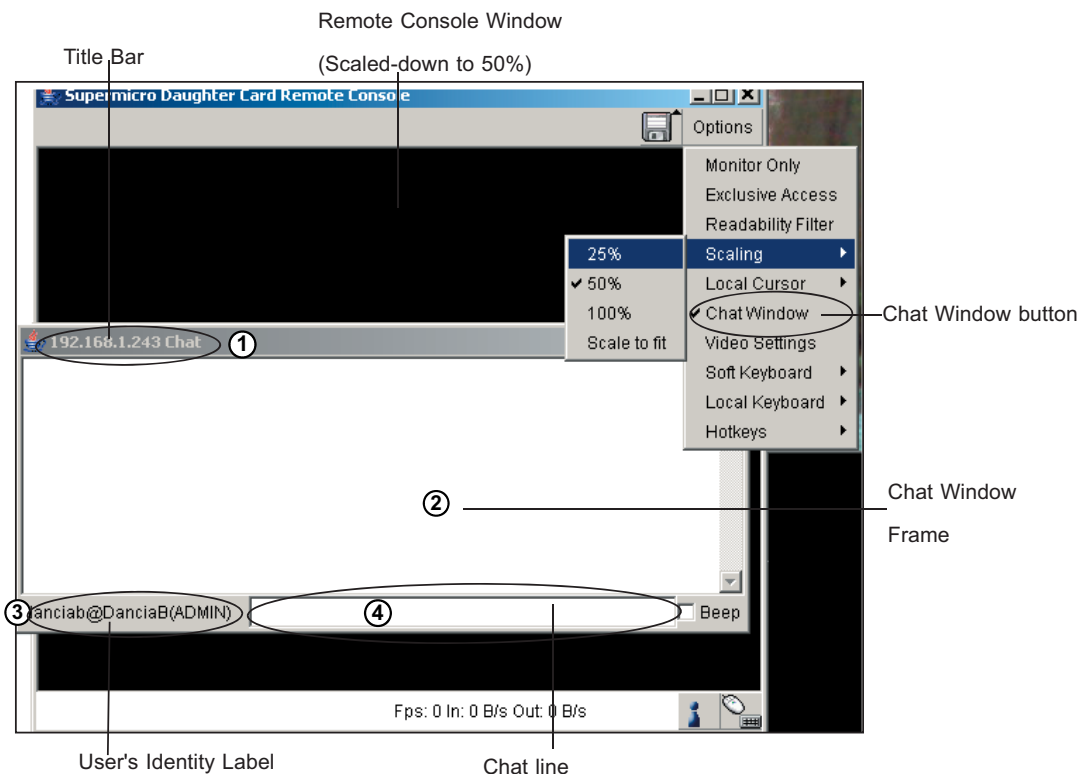 Remote Console Window
(Scaled-down to 50%)
Title Bar
Supermicro Daughter Card Remote Console
Options
Monitor Only
Exclusive Access
Readability Filter
Scaling
Local Cursor
Chat Window
Video Settings
Soft Keyboard
Local Keyboard
Hotkeys
25%
50%
100%
Scale to fit
Chat Window button
192.168.1.243 Chat
1
2
Chat Window
Frame
3
danciab@DanciaB(ADMIN)
4
Beep
Fps: 0 In: 0 B/s Out: 0 B/s
User's Identity Label
Chat line